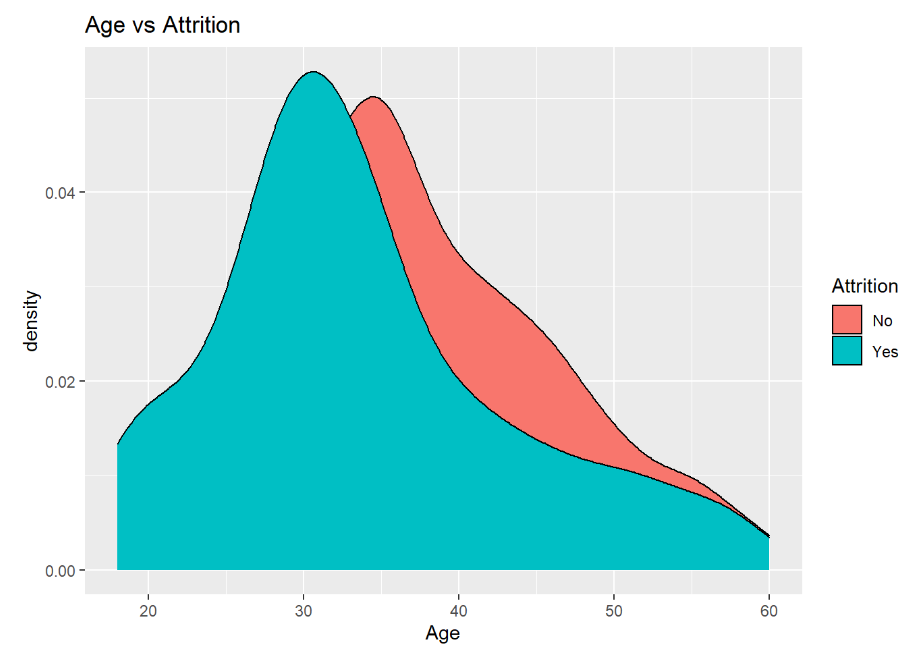 Age vs Attrition
density
0.04
0.02
0.00
20 30 40 50 60
Age
Attrition
No
Yes